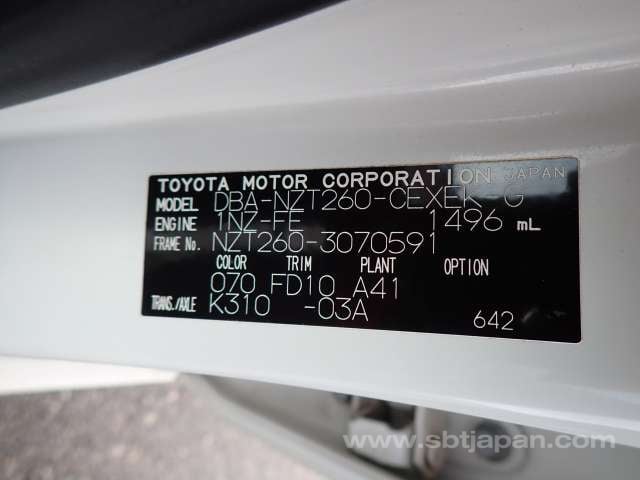 TOYOTA MOTOR CORPORATION JAPAN
MODEL DBA-NZT260-CEXEK-G
ENGINE 1NZ-FE 1496 mL
FRAME No. NZT260-3070591
COLOR TRIM PLANT OPTION
070 FD10 A41
TRANS./AXLE K310 -03A
642
www.sbtjapan.com